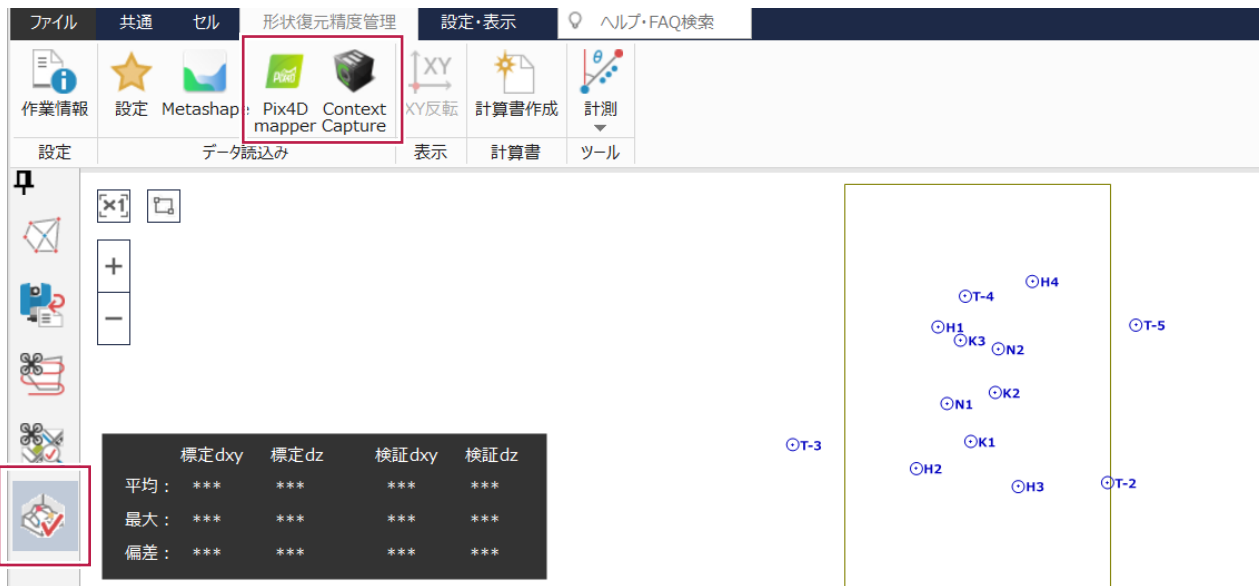 ファイル 共通 セル 形状復元精度管理 設定・表示 ヘルプ・FAQ検索
作業情報 設定 Metashape Pix4D mapper Context Capture XY反転 計算書作成 計測
XY θ
設定 データ読込み 表示 計算書 ツール
×1
H4
T-4
H1 T-5
K3 N2
K2
N1
T-3 K1
H2
H3 T-2
標定dxy 標定dz 検証dxy 検証dz
平均： *** *** *** ***
最大： *** *** *** ***
偏差： *** *** *** ***